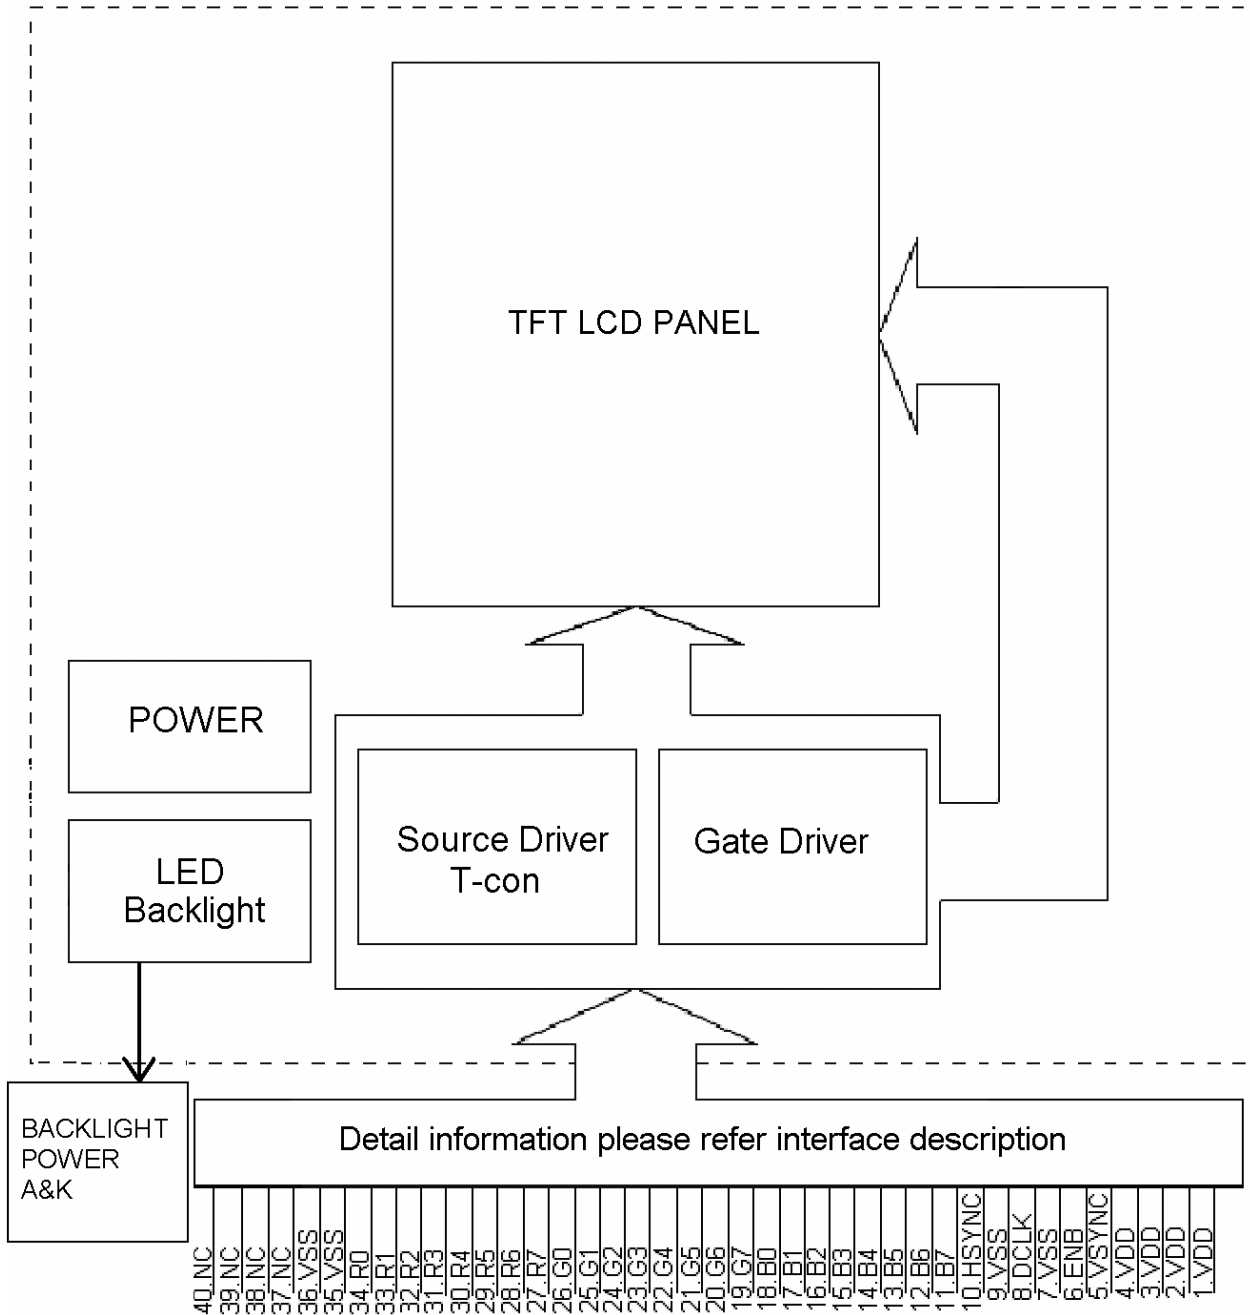 TFT LCD PANEL
POWER
LED
Backlight
Source Driver
T-con
Gate Driver
BACKLIGHT
POWER
A&K
Detail information please refer interface description
40.NC
39.NC
38.NC
37.NC
36.VSS
35.VSS
34.R0
33.R1
32.R2
31.R3
30.R4
29.R5
28.R6
27.R7
26.G0
25.G1
24.G2
23.G3
22.G4
21.G5
20.G6
19.G7
18.B0
17.B1
16.B2
15.B3
14.B4
13.B5
12.B6
11.B7
10.HSYNC
9.VSS
8.DCLK
7.VSS
6.ENB
5.VSYNC
4.VDD
3.VDD
2.VDD
1.VDD